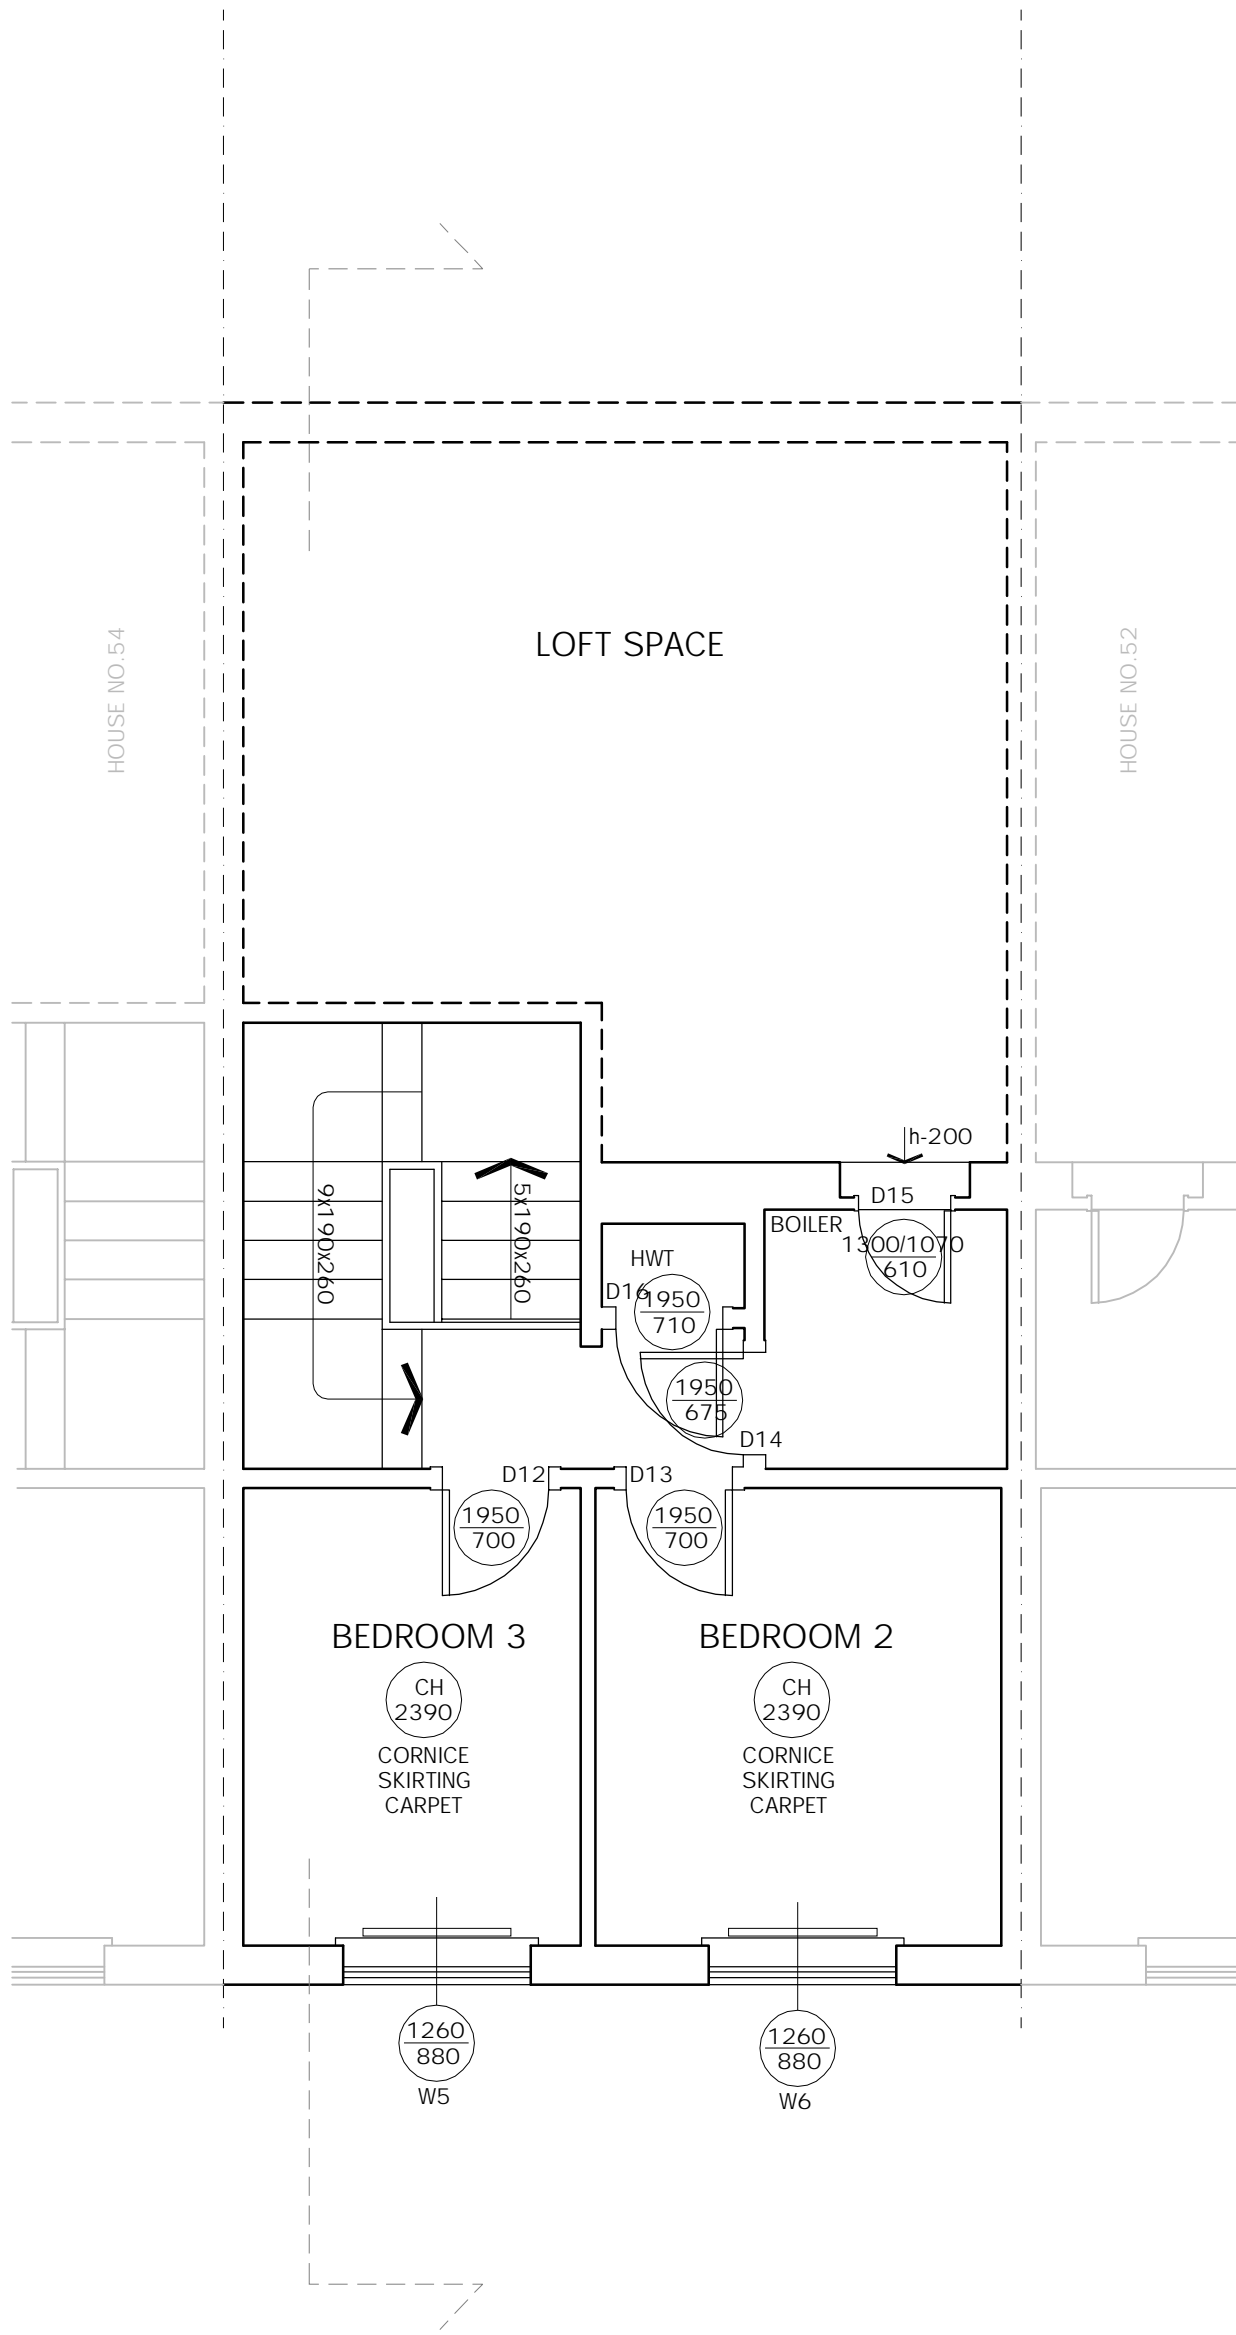 HOUSE NO.54
LOFT SPACE
HOUSE NO.52
h-200
D15
BOILER
1300/1070
610
9x190x260
5x190x260
HWT
D16
1950
710
1950
675
D14
D12
D13
1950
700
1950
700
BEDROOM 3
CH
2390
CORNICE
SKIRTING
CARPET
BEDROOM 2
CH
2390
CORNICE
SKIRTING
CARPET
1260
880
W5
1260
880
W6